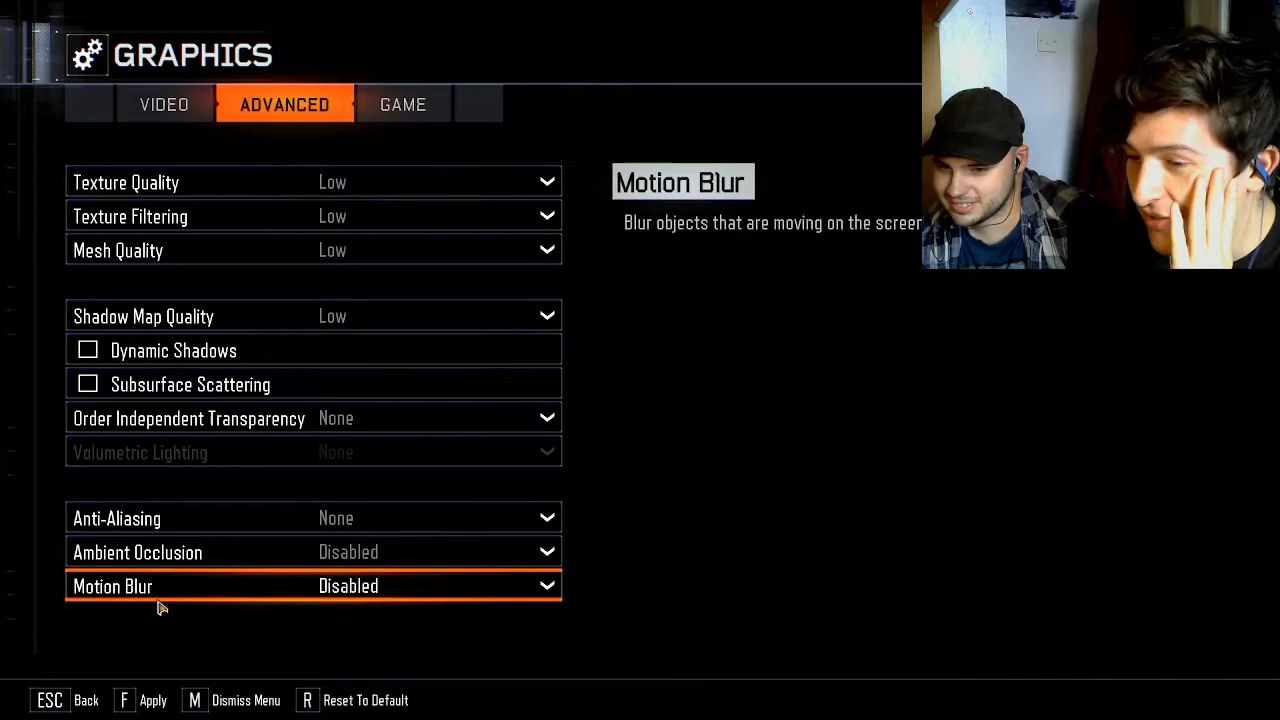 GRAPHICS
VIDEO ADVANCED GAME
Texture Quality Low
Texture Filtering Low
Mesh Quality Low
Shadow Map Quality Low
Dynamic Shadows
Subsurface Scattering
Order Independent Transparency None
Volumetric Lighting None
Anti-Aliasing None
Ambient Occlusion Disabled
Motion Blur Disabled
Motion Blur
Blur objects that are moving on the screen
ESC Back F Apply M Dismiss Menu R Reset To Default